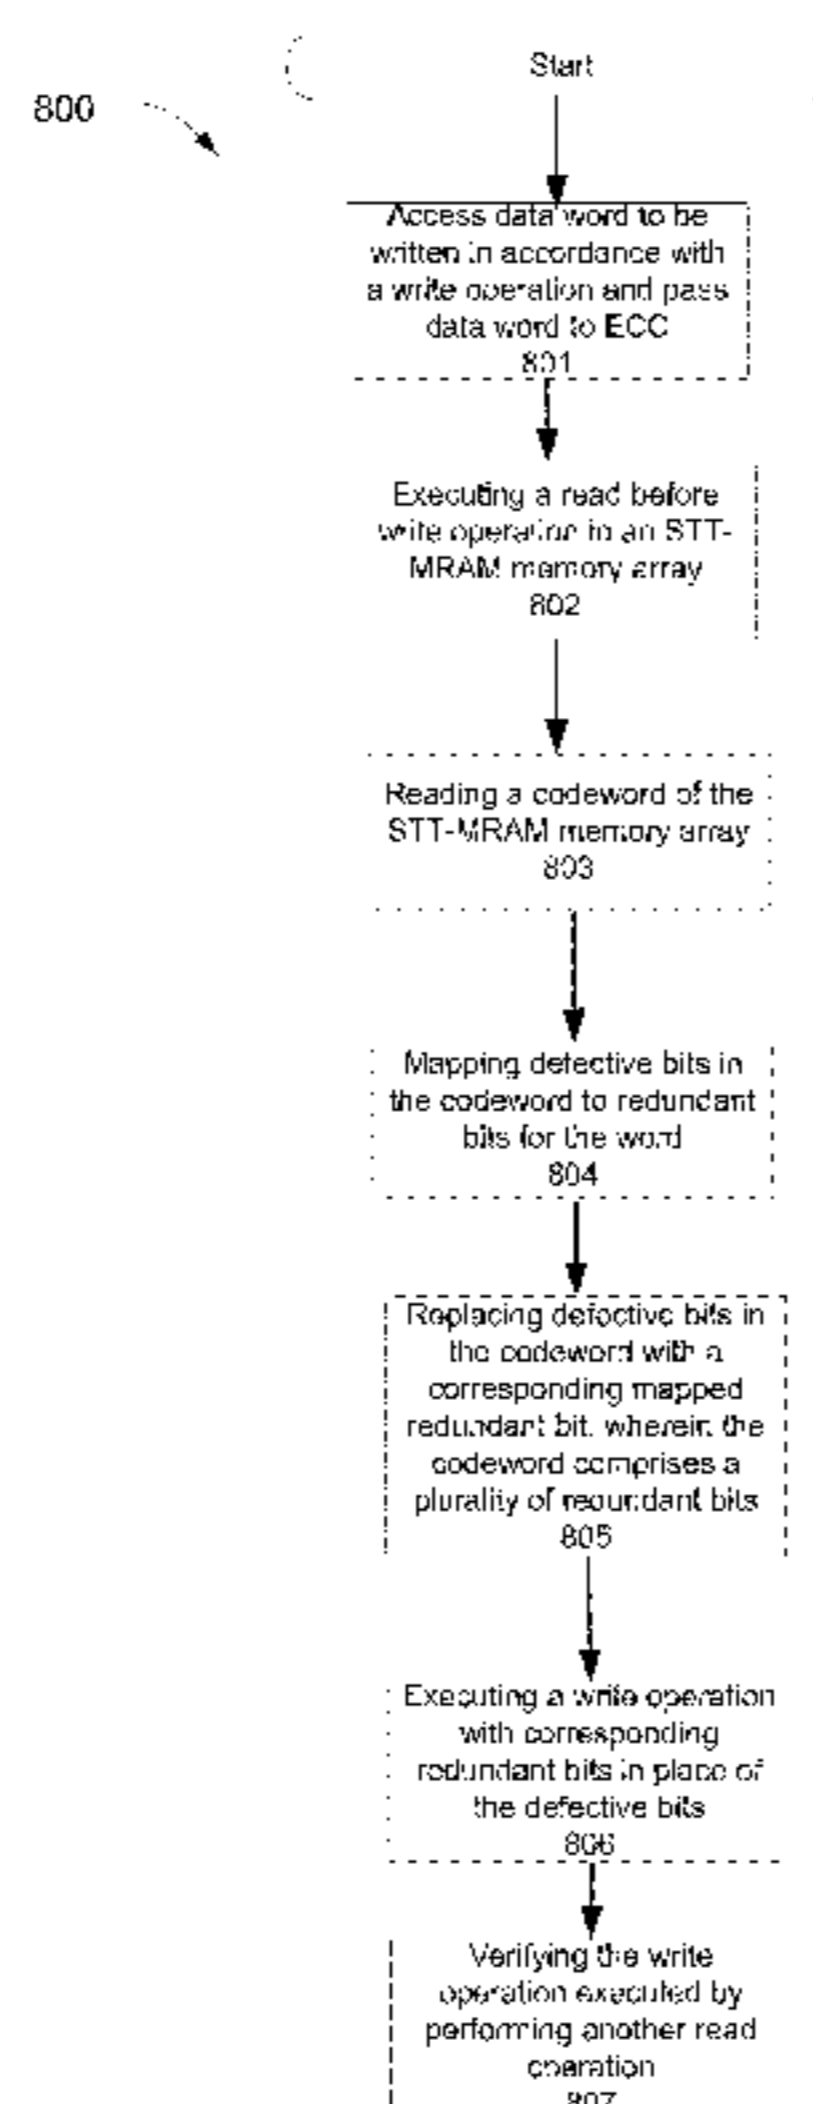 Start
800
Access data word to be
written in accordance with
a write operation and pass
data word to ECC
801
Executing a read before
write operation to an STT-
MRAM memory array
802
Reading a codeword of the
STT-MRAM memory array
803
Mapping defective bits in
the codeword to redundant
bits for the word
804
Replacing defective bits in
the codeword with a
corresponding mapped
redundant bit, wherein the
codeword comprises a
plurality of redundant bits
805
Executing a write operation
with corresponding
redundant bits in place of
the defective bits
806
Verifying the write
operation executed by
performing another read
operation
807